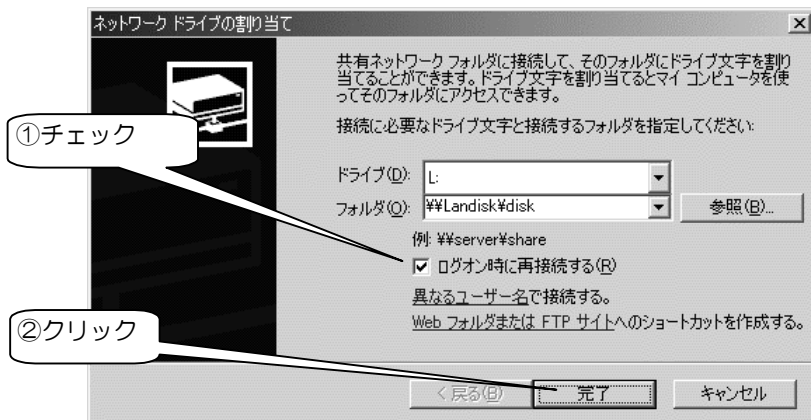 ネットワーク ドライブの割り当て
共有ネットワーク フォルダに接続して、そのフォルダにドライブ文字を割り
当てることができます。ドライブ文字を割り当てるとマイ コンピュータを使
ってそのフォルダにアクセスできます。
①チェック
接続に必要なドライブ文字と接続するフォルダを指定してください:
ドライブ(D): L:
フォルダ(O): ¥¥Landisk¥disk 参照(B)...
例: ¥¥server¥share
ログオン時に再接続する(R)
異なるユーザー名で接続する。
②クリック
Web フォルダまたは FTP サイトへのショートカットを作成する。
< 戻る(B) 完了 キャンセル